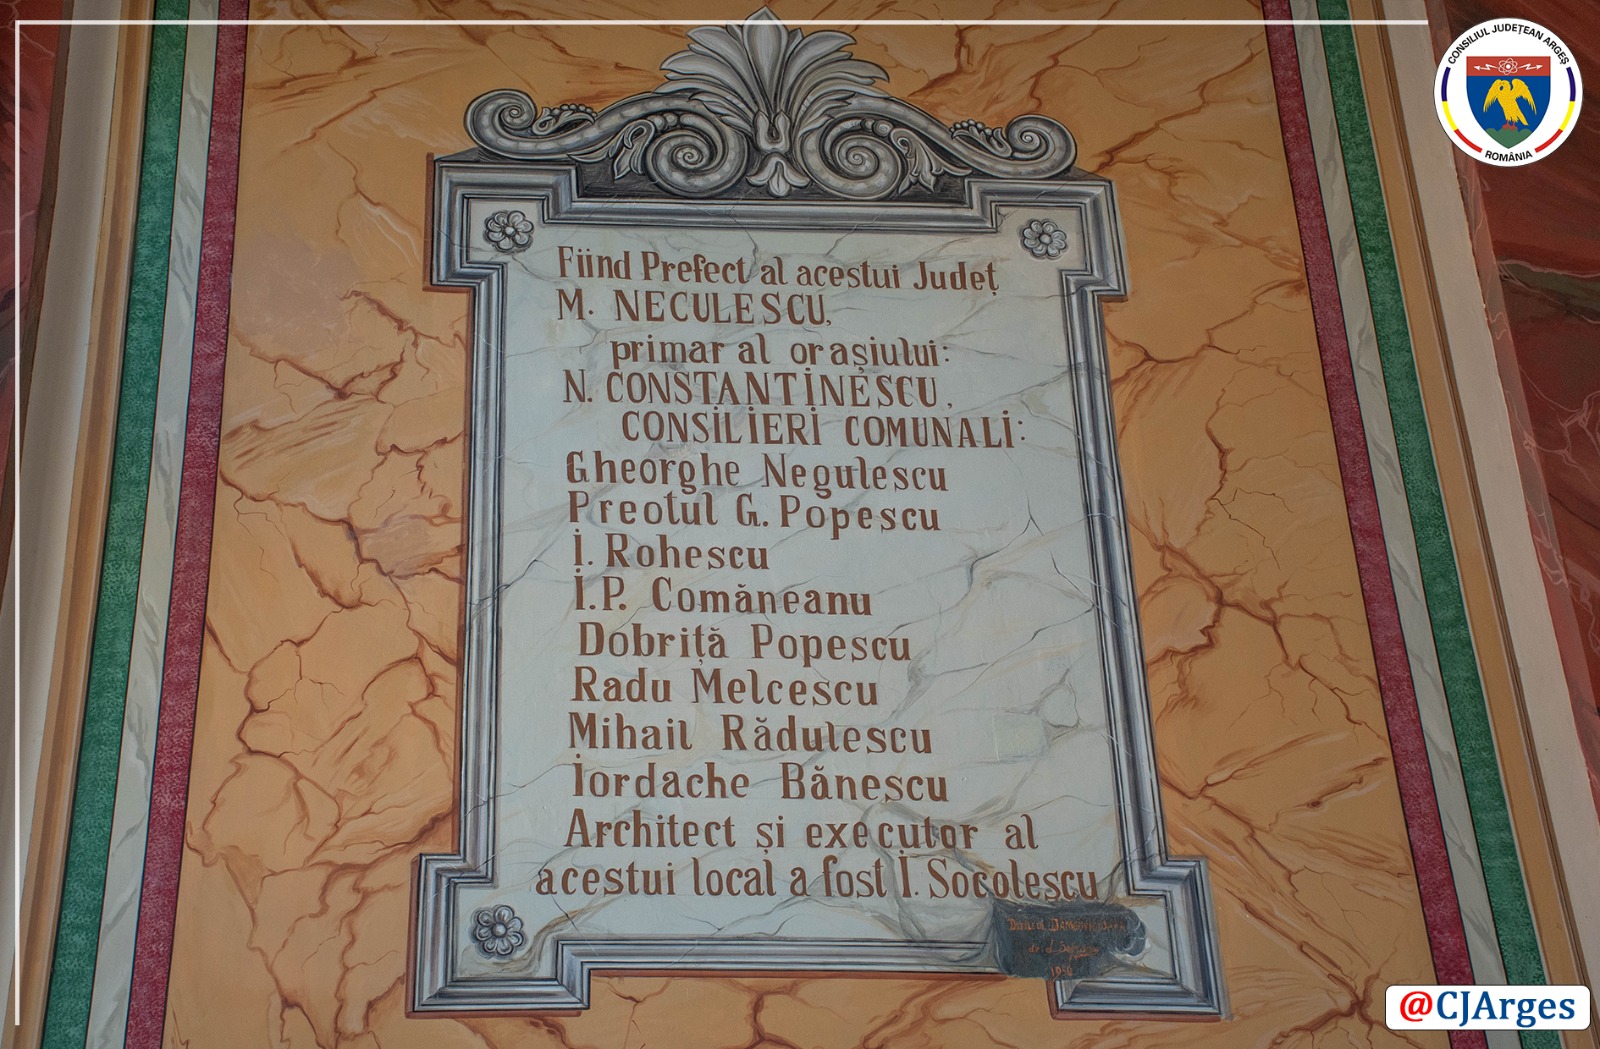 CONSILIUL JUDEȚEAN ARGEȘ
ROMÂNIA
Fiind Prefect al acestui Județ
M. NECULESCU,
primar al orașiului:
N. CONSTANTINESCU,
CONSILIERI COMUNALI:
Gheorghe Negulescu
Preotul G. Popescu
I. Rohescu
I.P. Comăneanu
Dobriță Popescu
Radu Melcescu
Mihail Rădulescu
Iordache Bănescu
Architect și executor al
acestui local a fost I. Socolescu
de
@CJArges